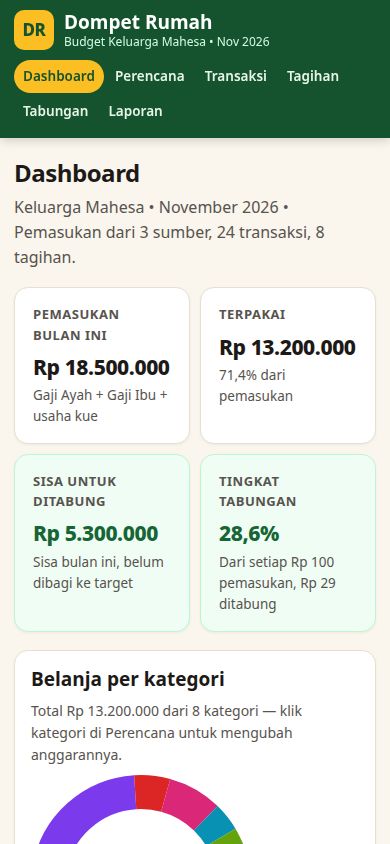 DR
Dompet Rumah
Budget Keluarga Mahesa • Nov 2026
Dashboard Perencana Transaksi Tagihan
Tabungan Laporan
Dashboard
Keluarga Mahesa • November 2026 •
Pemasukan dari 3 sumber, 24 transaksi, 8
tagihan.
PEMASUKAN
BULAN INI
Rp 18.500.000
Gaji Ayah + Gaji Ibu +
usaha kue
TERPAKAI
Rp 13.200.000
71,4% dari
pemasukan
SISA UNTUK
DITABUNG
Rp 5.300.000
Sisa bulan ini, belum
dibagi ke target
TINGKAT
TABUNGAN
28,6%
Dari setiap Rp 100
pemasukan, Rp 29
ditabung
Belanja per kategori
Total Rp 13.200.000 dari 8 kategori — klik
kategori di Perencana untuk mengubah
anggarannya.